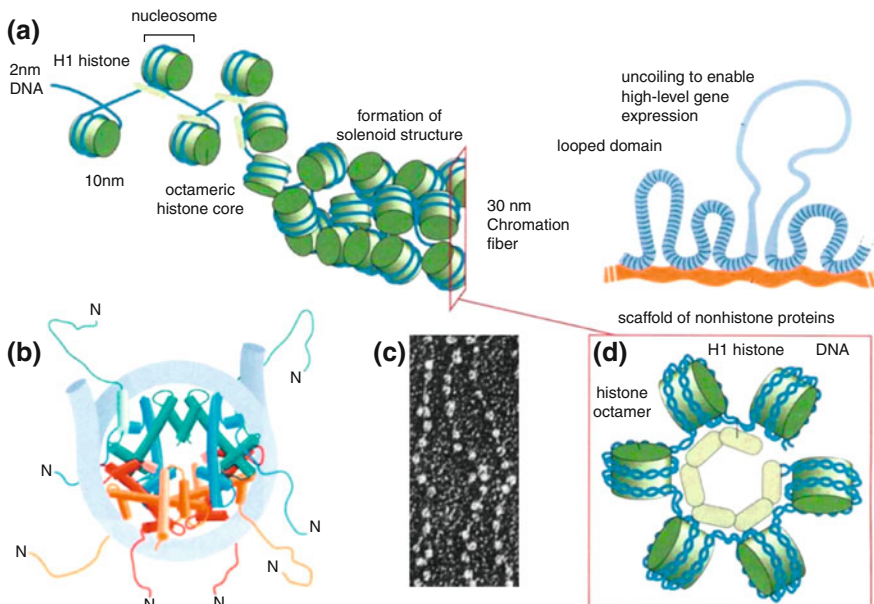 (a)
nucleosome
H1 histone
2nm
DNA
10nm
octameric
histone core
formation of
solenoid structure
30 nm
Chromation
fiber
uncoiling to enable
high-level gene
expression
looped domain
scaffold of nonhistone proteins
(b)
N
N
N
N
N
N
N
N
(c)
(d)
H1 histone
DNA
histone
octamer